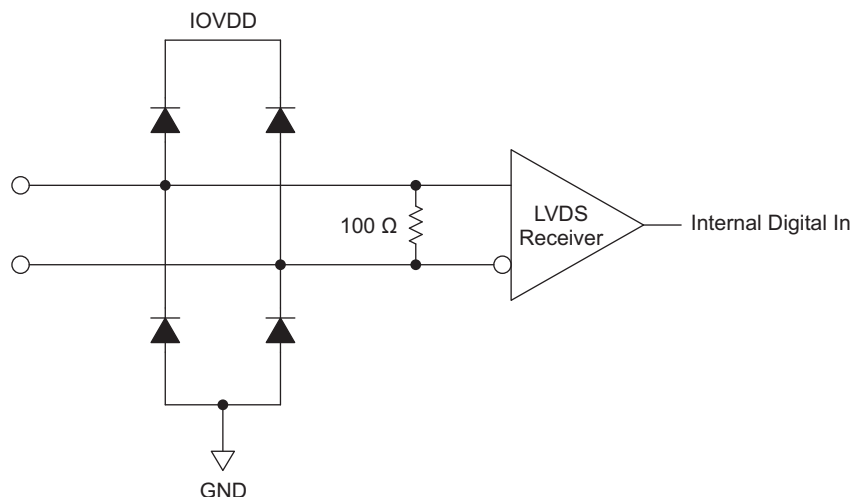 IOVDD
100 Ω
LVDS
Receiver
Internal Digital In
GND